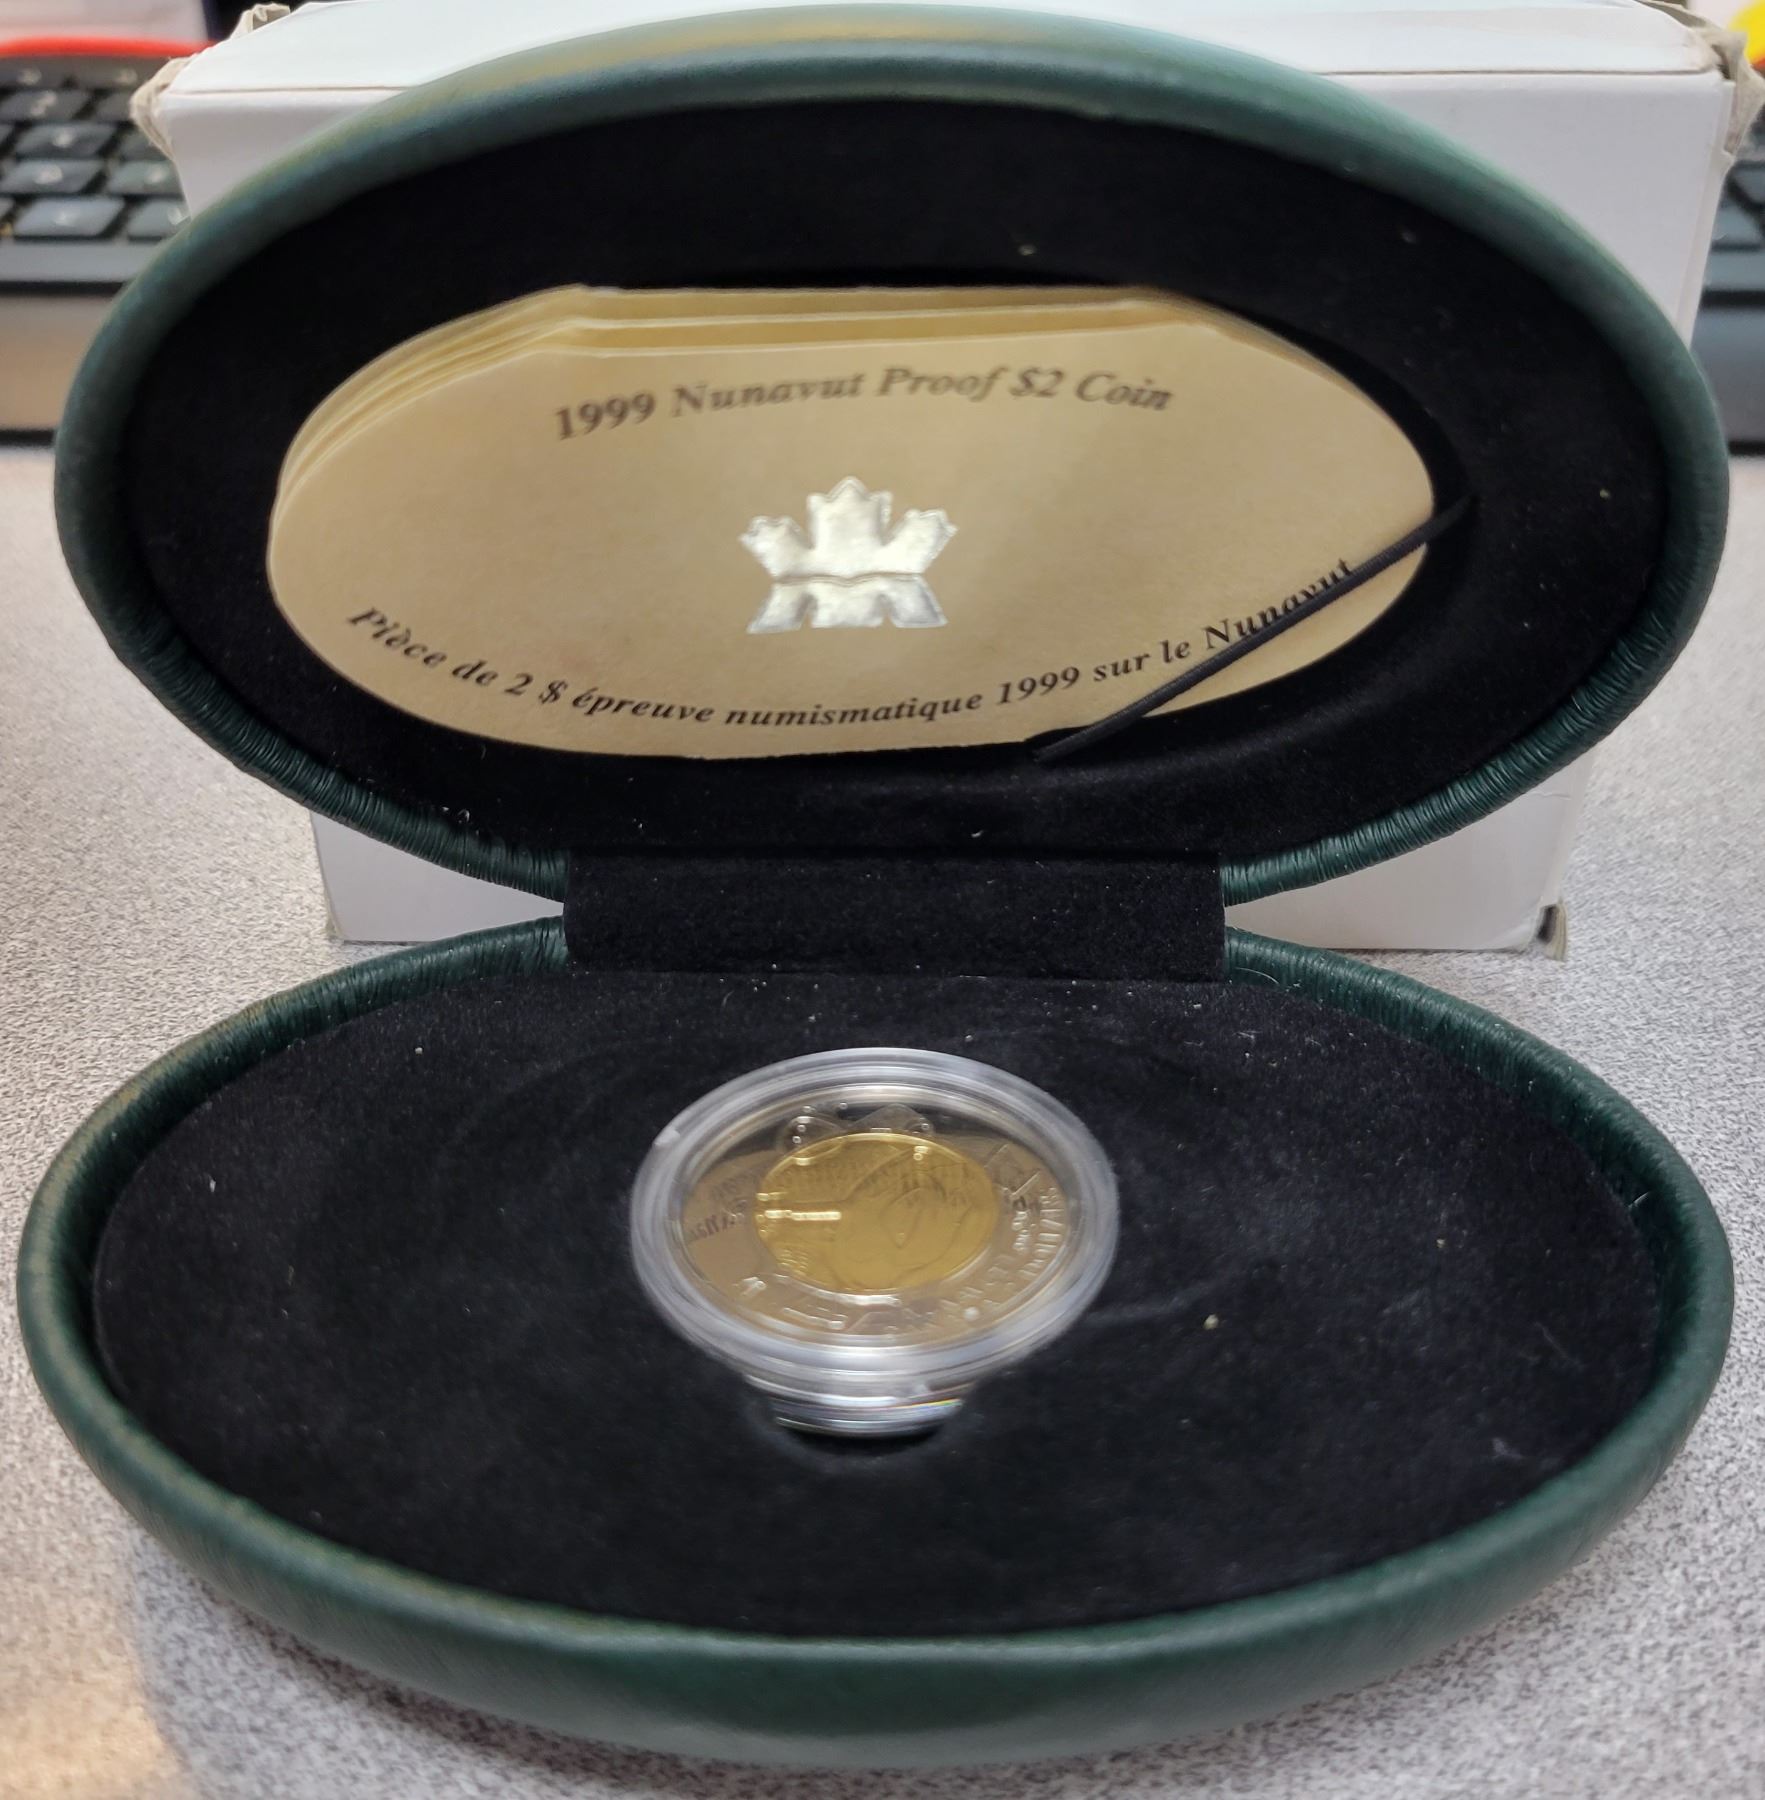 1999 Nunavut Proof $2 Coin
Pièce de 2 $ épreuve numismatique 1999 sur le Nunavut